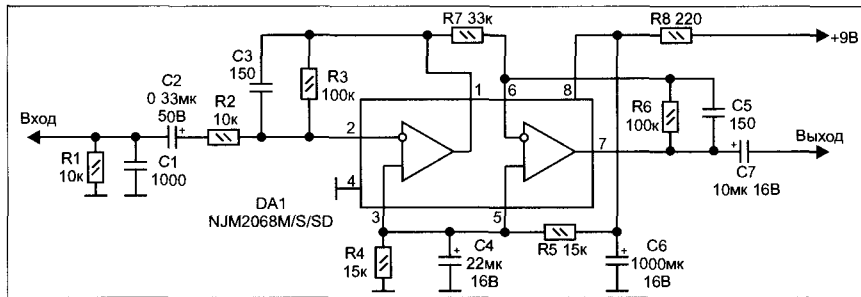 R7 33к
R8 220
+9В
C3
150
R3
100к
C2
0 33мк
50В
R2
10к
Вход
1
6
8
R6
100к
C5
150
2
7
Выход
R1
10к
C1
1000
4
C7
10мк 16В
DA1
NJM2068M/S/SD
3
5
R4
15к
C4
22мк
16В
R5 15к
C6
1000мк
16В
+
+
+
+